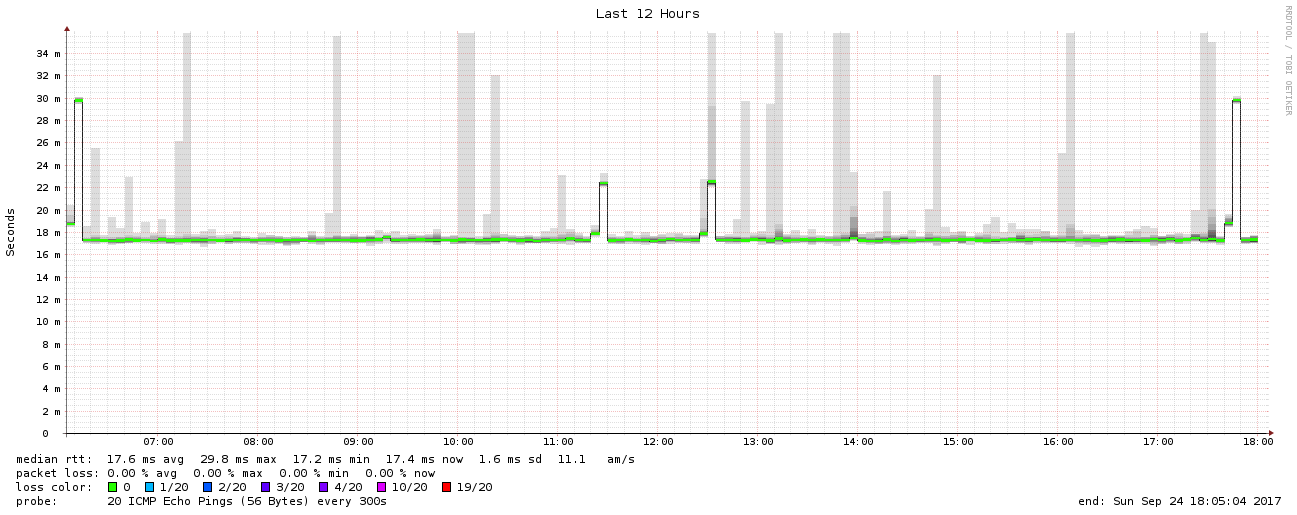 Last 12 Hours
RRDTOOL / TOBI OETIKER
Seconds
34 m
32 m
30 m
28 m
26 m
24 m
22 m
20 m
18 m
16 m
14 m
12 m
10 m
8 m
6 m
4 m
2 m
0
07:00 08:00 09:00 10:00 11:00 12:00 13:00 14:00 15:00 16:00 17:00 18:00
median rtt: 17.6 ms avg 29.8 ms max 17.2 ms min 17.4 ms now 1.6 ms sd 11.1 am/s
packet loss: 0.00 % avg 0.00 % max 0.00 % min 0.00 % now
loss color: 0 1/20 2/20 3/20 4/20 10/20 19/20
probe: 20 ICMP Echo Pings (56 Bytes) every 300s end: Sun Sep 24 18:05:04 2017